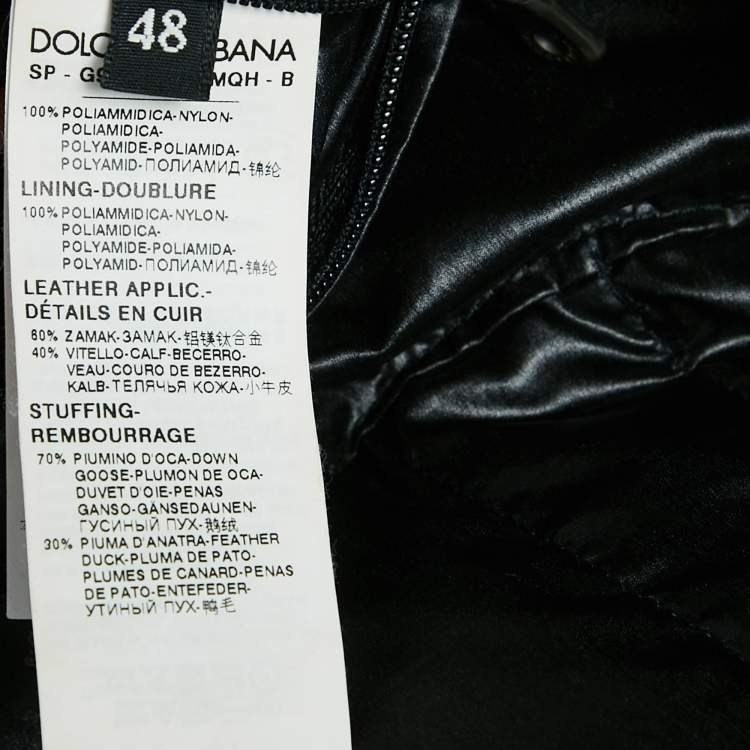 48
DOLC BANA
SP - G MQH - B
100% POLIAMMIDICA-NYLON-
POLIAMIDICA-
POLYAMIDE-POLIAMIDA-
POLYAMID-ПОЛИАМИД-锦纶
LINING-DOUBLURE
100% POLIAMMIDICA-NYLON-
POLIAMIDICA-
POLYAMIDE-POLIAMIDA-
POLYAMID-ПОЛИАМИД-锦纶
LEATHER APPLIC.-
DÉTAILS EN CUIR
60% ZAMAK-ЗАМАК-铝镁钛合金
40% VITELLO-CALF-BECERRO-
VEAU-COURO DE BEZERRO-
KALB-ТЕЛЯЧЬЯ КОЖА-小牛皮
STUFFING-
REMBOURRAGE
70% PIUMINO D'OCA-DOWN
GOOSE-PLUMON DE OCA-
DUVET D'OIE-PENAS
GANSO-GÄNSEDAUNEN-
ГУСИНЫЙ ПУХ-鹅绒
30% PIUMA D'ANATRA-FEATHER
DUCK-PLUMA DE PATO-
PLUMES DE CANARD-PENAS
DE PATO-ENTEFEDER-
УТИНЫЙ ПУХ-鸭毛